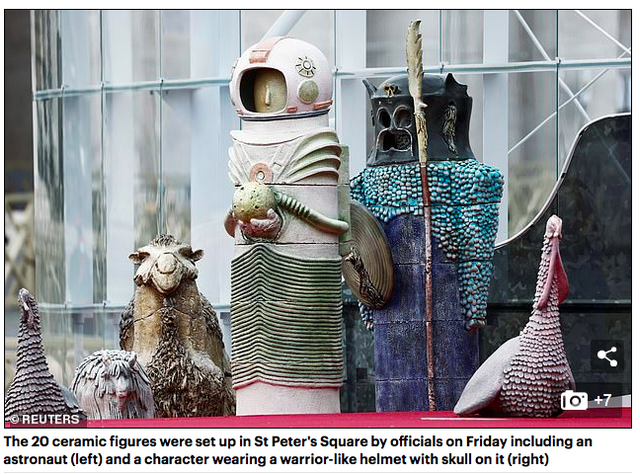 © REUTERS
+7
The 20 ceramic figures were set up in St Peter's Square by officials on Friday including an
astronaut (left) and a character wearing a warrior-like helmet with skull on it (right)